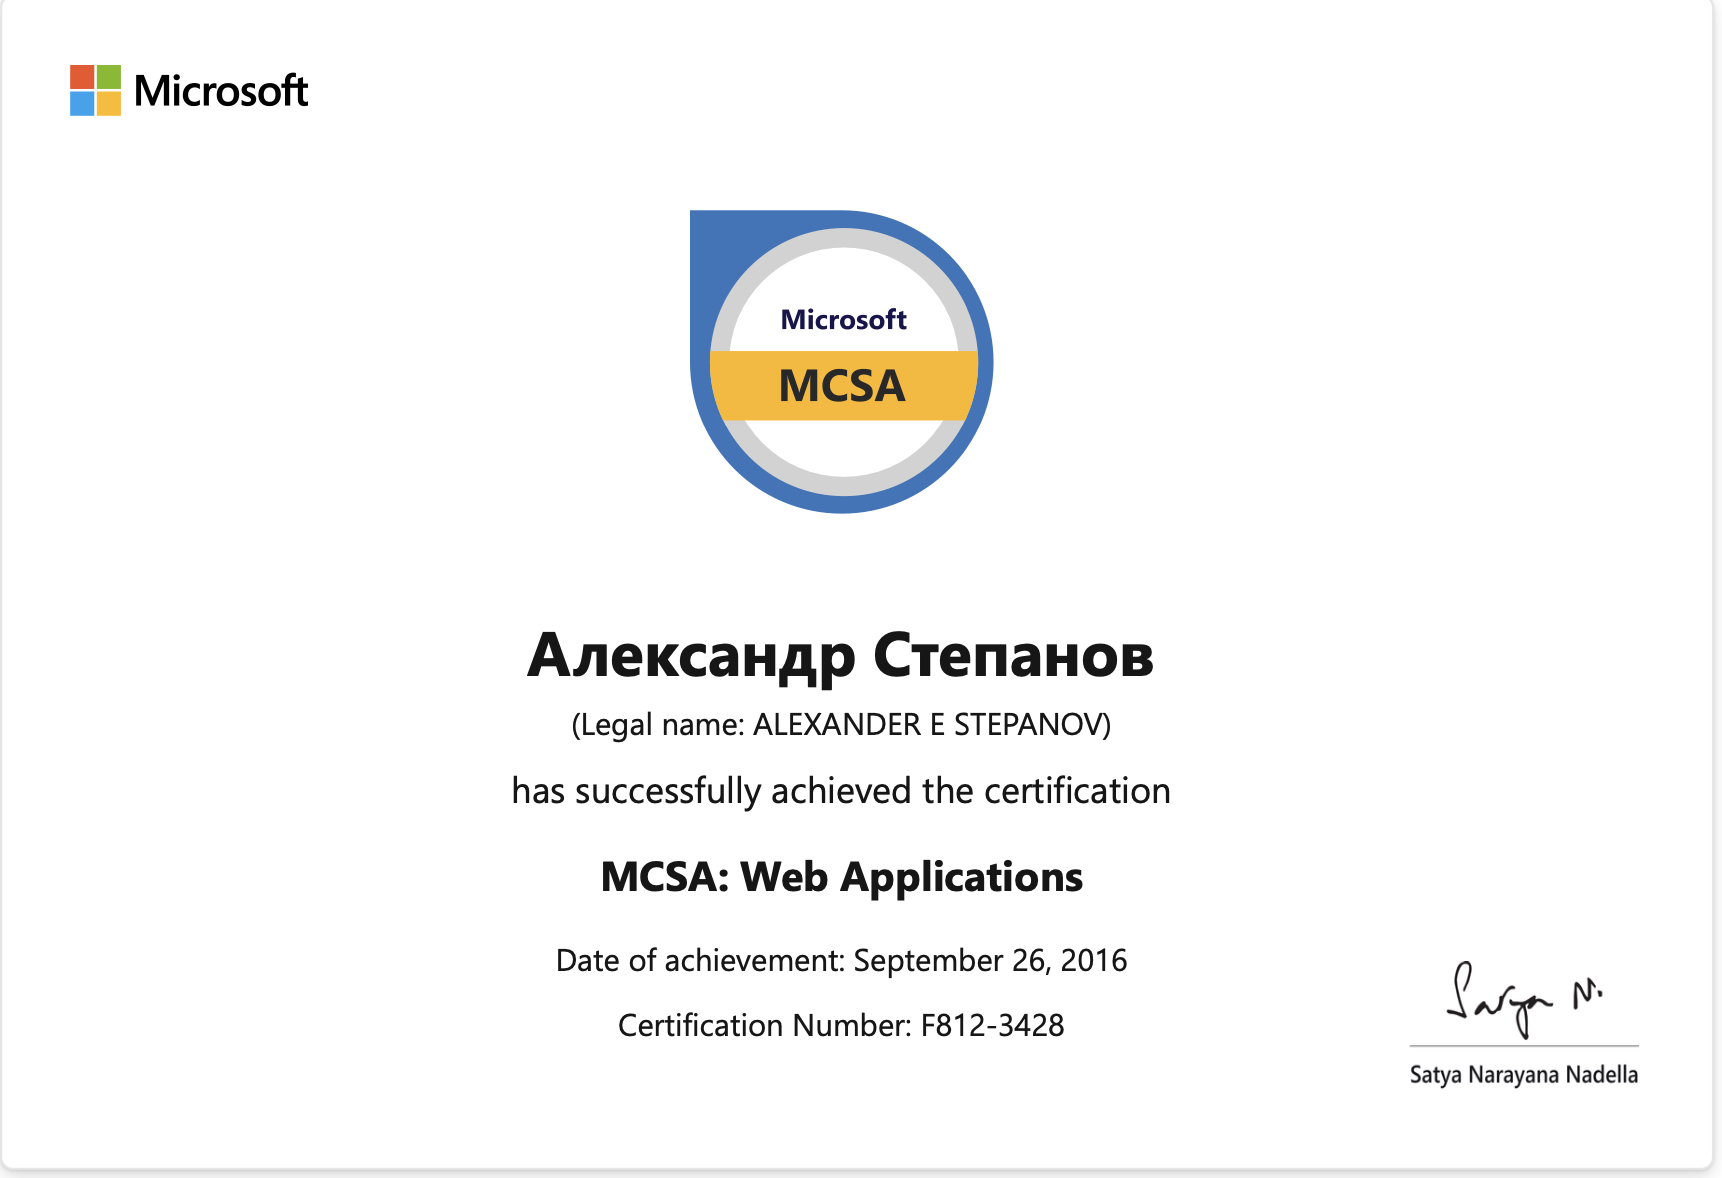 Microsoft
Microsoft
MCSA
Александр Степанов
(Legal name: ALEXANDER E STEPANOV)
has successfully achieved the certification
MCSA: Web Applications
Date of achievement: September 26, 2016
Certification Number: F812-3428
Satya N.
Satya Narayana Nadella